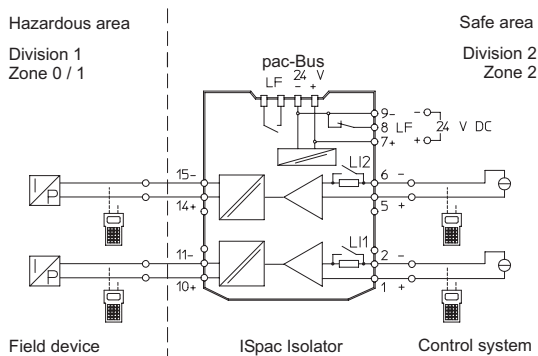 Hazardous area
Safe area
Division 1
Zone 0 / 1
Division 2
Zone 2
pac-Bus
LF 24 V
- +
9- -
8 LF 24 V DC
7+ +
LI2
15-
6 -
I
P
14+
5 +
LI1
11-
2 -
I
P
10+
1 +
Field device
ISpac Isolator
Control system